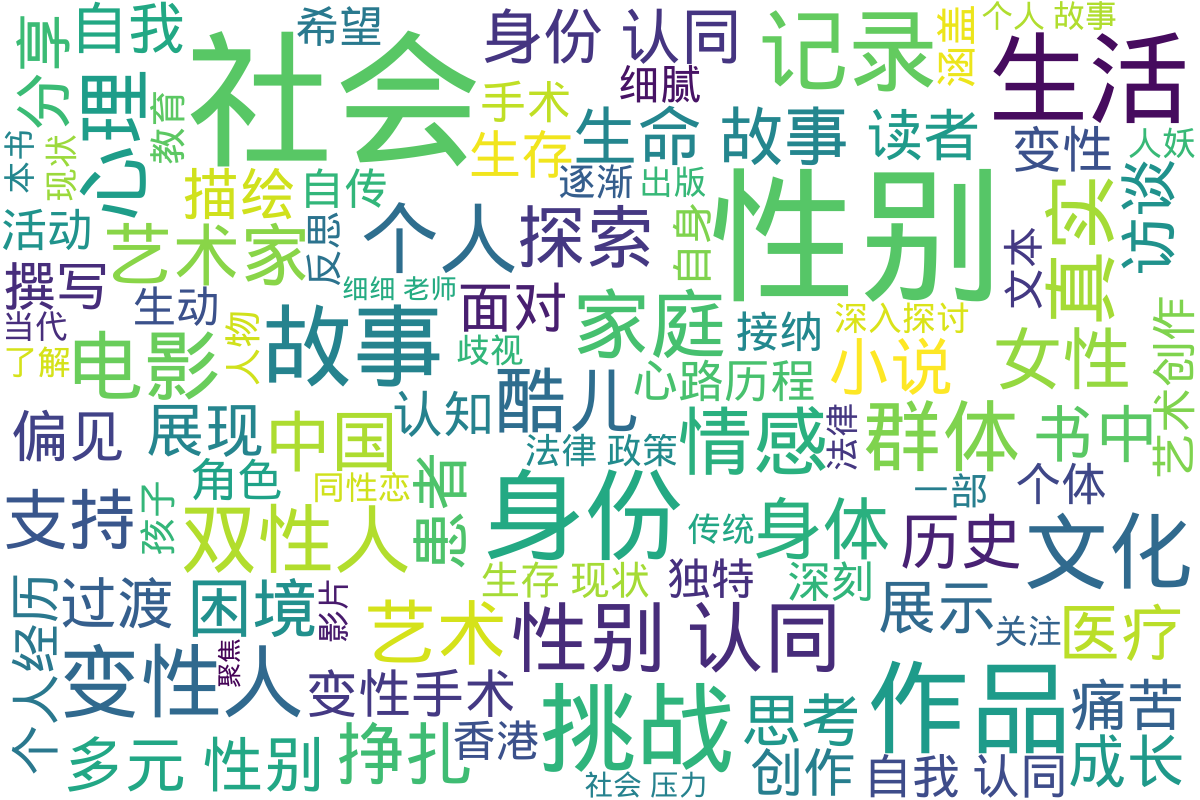 自我
希望
身份 认同
记录
涵盖
个人 故事
分享
社会
生活
心理
教育
手术
细腻
生存
生命 故事
读者
变性
人妖
本书
现状
描绘
自传
逐渐
出版
性别
真实
访谈
活动
艺术家
反思
个人
探索
自身
文本
撰写
生动
细细 老师
面对
家庭
接纳
深入探讨
艺术创作
当代
了解
电影
人物
故事
歧视
小说
女性
心路历程
偏见
展现
中国
认知
酷儿
情感
法律
群体
书中
法律 政策
角色
同性恋
患者
一部
个体
支持
孩子
双性人
身份
传统
身体
历史
文化
个人经历
过渡
困境
影片
生存 现状
独特
深刻
展示
关注
医疗
艺术
性别 认同
变性人
聚焦
变性手术
挑战
作品
思考
痛苦
多元 性别
挣扎
香港
创作
自我 认同
成长
社会 压力